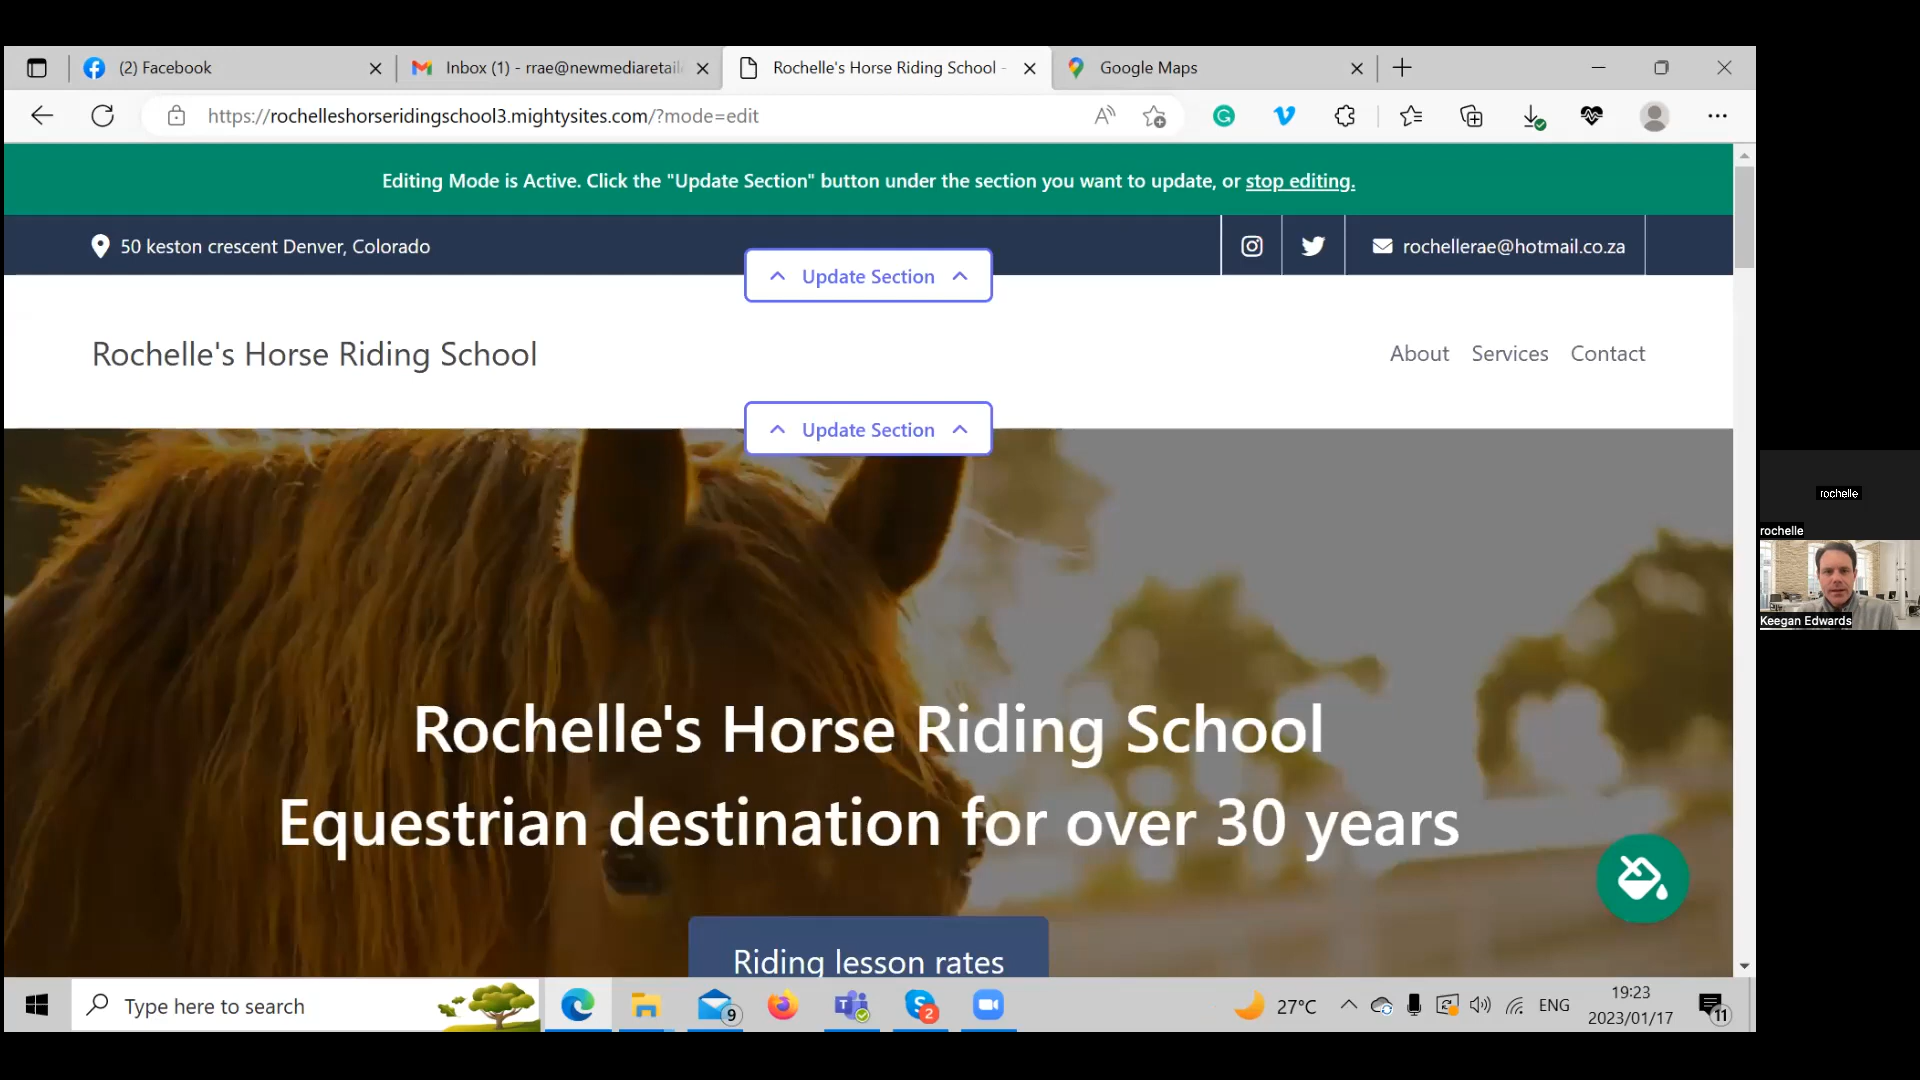 (2) Facebook
Inbox (1) - rrae@newmediaretail
Rochelle's Horse Riding School -
Google Maps
https://rochelleshorseridingschool3.mightysites.com/?mode=edit
Editing Mode is Active. Click the "Update Section" button under the section you want to update, or stop editing.
50 keston crescent Denver, Colorado
rochellerae@hotmail.co.za
Update Section
Rochelle's Horse Riding School
About Services Contact
Update Section
rochelle
rochelle
Keegan Edwards
Rochelle's Horse Riding School
Equestrian destination for over 30 years
Riding lesson rates
Type here to search
9
2
27°C
ENG
19:23
2023/01/17
11